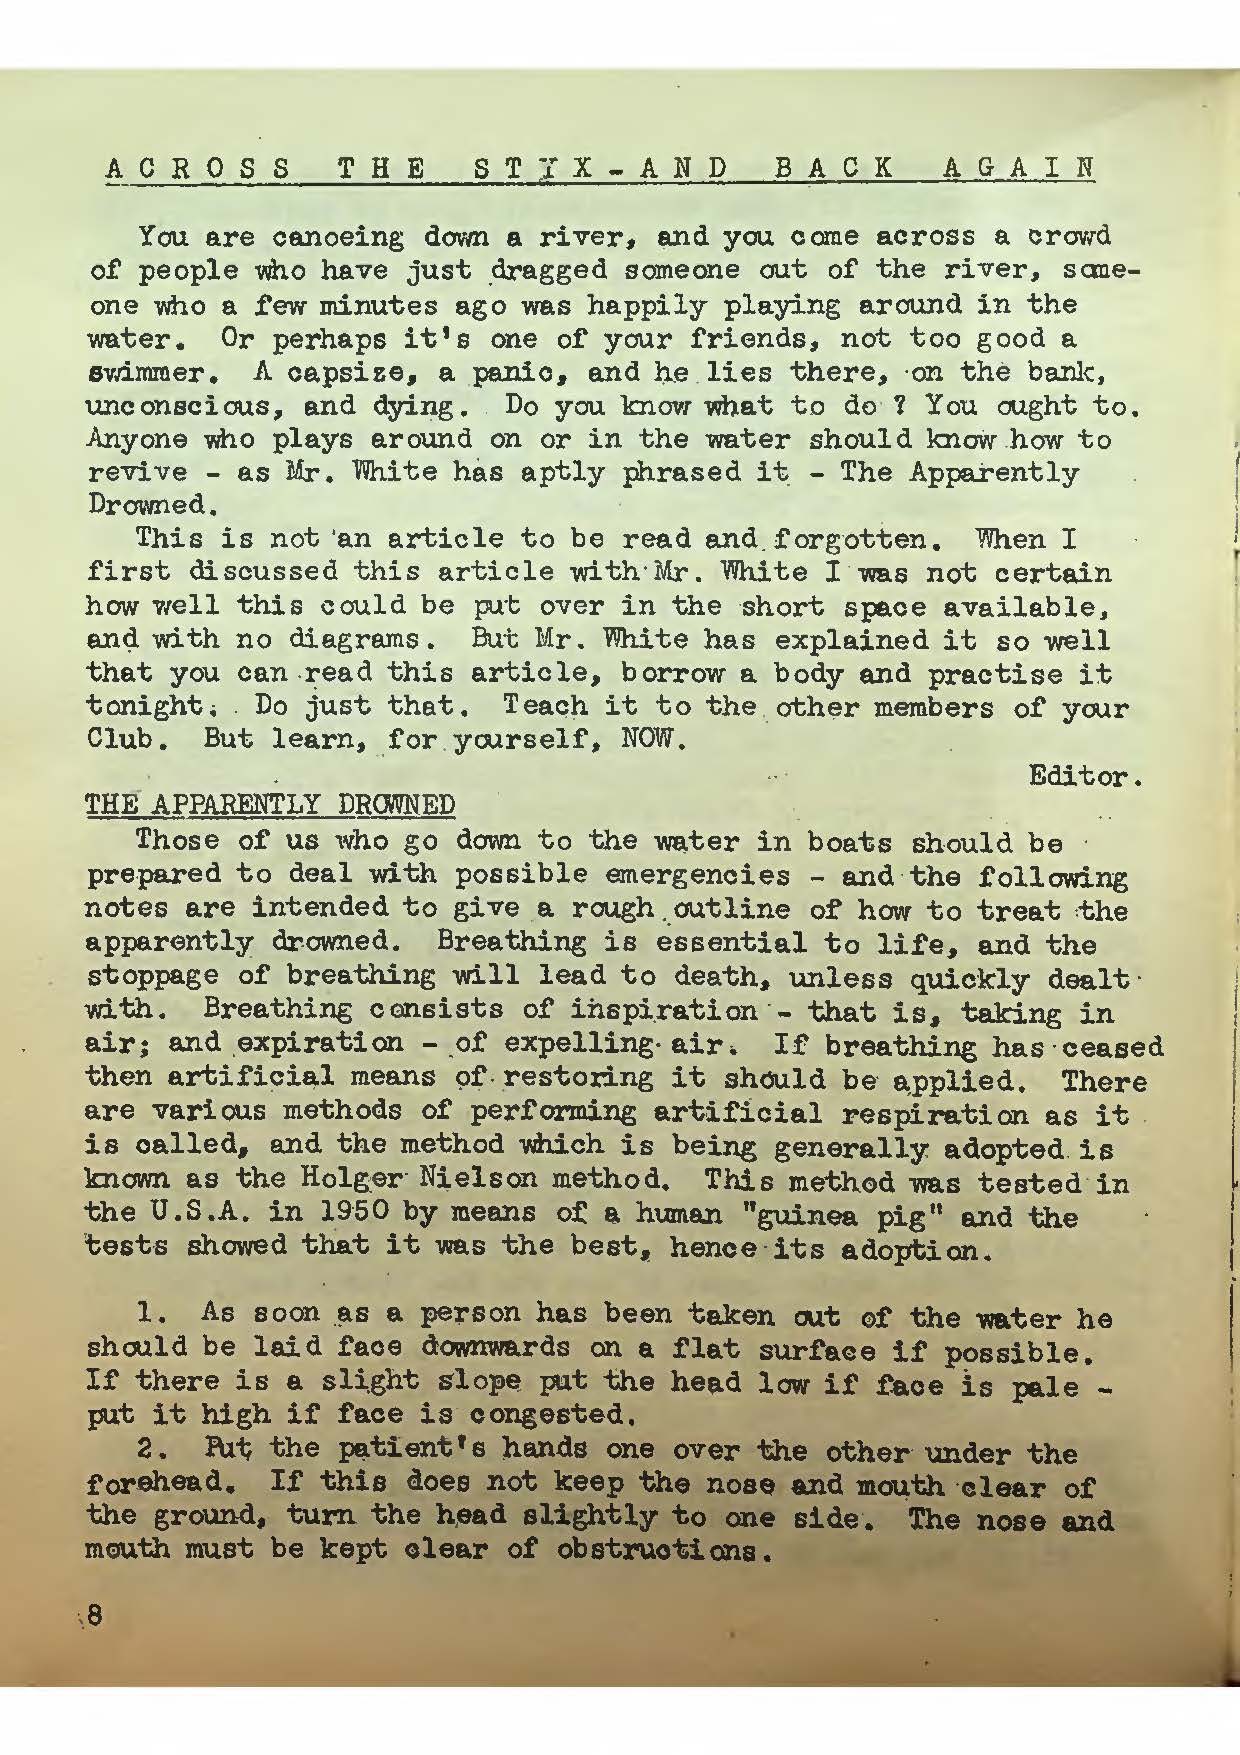 ACROSS THE STYX - AND BACK AGAIN
You are canoeing down a river, and you come across a crowd
of people who have just dragged someone out of the river, some-
one who a few minutes ago was happily playing around in the
water. Or perhaps it's one of your friends, not too good a
swimmer. A capsize, a panic, and he lies there, on the bank,
unconscious, and dying. Do you know what to do ? You ought to.
Anyone who plays around on or in the water should know how to
revive - as Mr. White has aptly phrased it - The Apparently
Drowned.
This is not an article to be read and forgotten. When I
first discussed this article with Mr. White I was not certain
how well this could be put over in the short space available,
and with no diagrams. But Mr. White has explained it so well
that you can read this article, borrow a body and practise it
tonight. Do just that. Teach it to the other members of your
Club. But learn, for yourself, NOW.
Editor.
THE APPARENTLY DROWNED
Those of us who go down to the water in boats should be
prepared to deal with possible emergencies - and the following
notes are intended to give a rough outline of how to treat the
apparently drowned. Breathing is essential to life, and the
stoppage of breathing will lead to death, unless quickly dealt
with. Breathing consists of inspiration - that is, taking in
air; and expiration - of expelling air. If breathing has ceased
then artificial means of restoring it should be applied. There
are various methods of performing artificial respiration as it
is called, and the method which is being generally adopted is
known as the Holger Nielson method. This method was tested in
the U.S.A. in 1950 by means of a human "guinea pig" and the
tests showed that it was the best, hence its adoption.
1. As soon as a person has been taken out of the water he
should be laid face downwards on a flat surface if possible.
If there is a slight slope put the head low if face is pale -
put it high if face is congested.
2. Put the patient's hands one over the other under the
forehead. If this does not keep the nose and mouth clear of
the ground, turn the head slightly to one side. The nose and
mouth must be kept clear of obstructions.
8